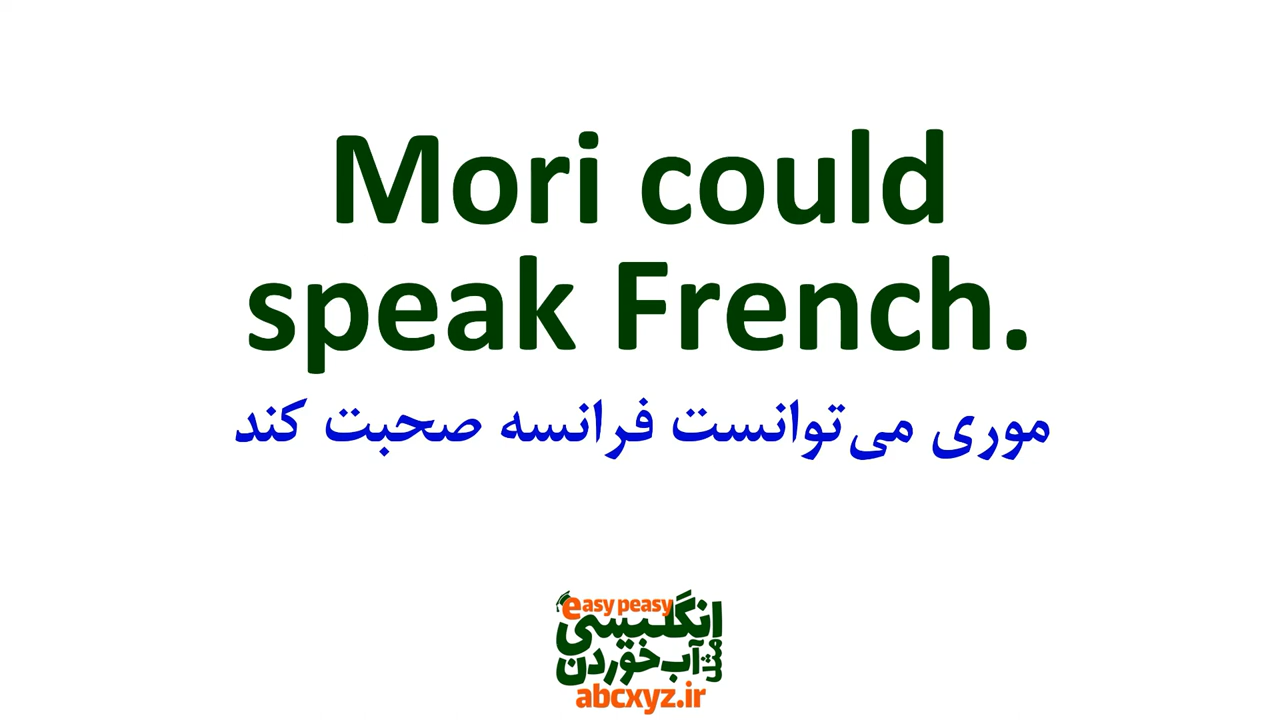 Mori could
speak French.
موری می‌توانست فرانسه صحبت کند
easy peasy
انگلیسی
مثل
آب خوردن
abcxyz.ir